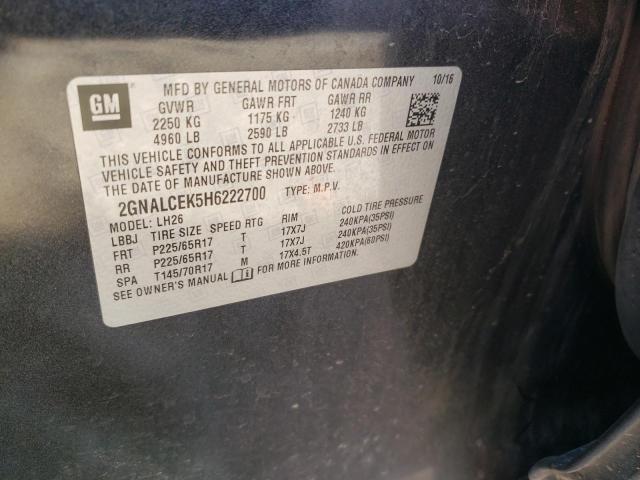 GM
MFD BY GENERAL MOTORS OF CANADA COMPANY 10/16
GVWR GAWR FRT GAWR RR
2250 KG 1175 KG 1240 KG
4960 LB 2590 LB 2733 LB
THIS VEHICLE CONFORMS TO ALL APPLICABLE U.S. FEDERAL MOTOR
VEHICLE SAFETY AND THEFT PREVENTION STANDARDS IN EFFECT ON
THE DATE OF MANUFACTURE SHOWN ABOVE.
2GNALCEK5H6222700 TYPE: M.P.V.
MODEL: LH26
LBBJ TIRE SIZE SPEED RTG RIM COLD TIRE PRESSURE
FRT P225/65R17 T 17X7J 240KPA(35PSI)
RR P225/65R17 T 17X7J 240KPA(35PSI)
SPA T145/70R17 M 17X4.5T 420KPA(60PSI)
SEE OWNER'S MANUAL FOR MORE INFORMATION.